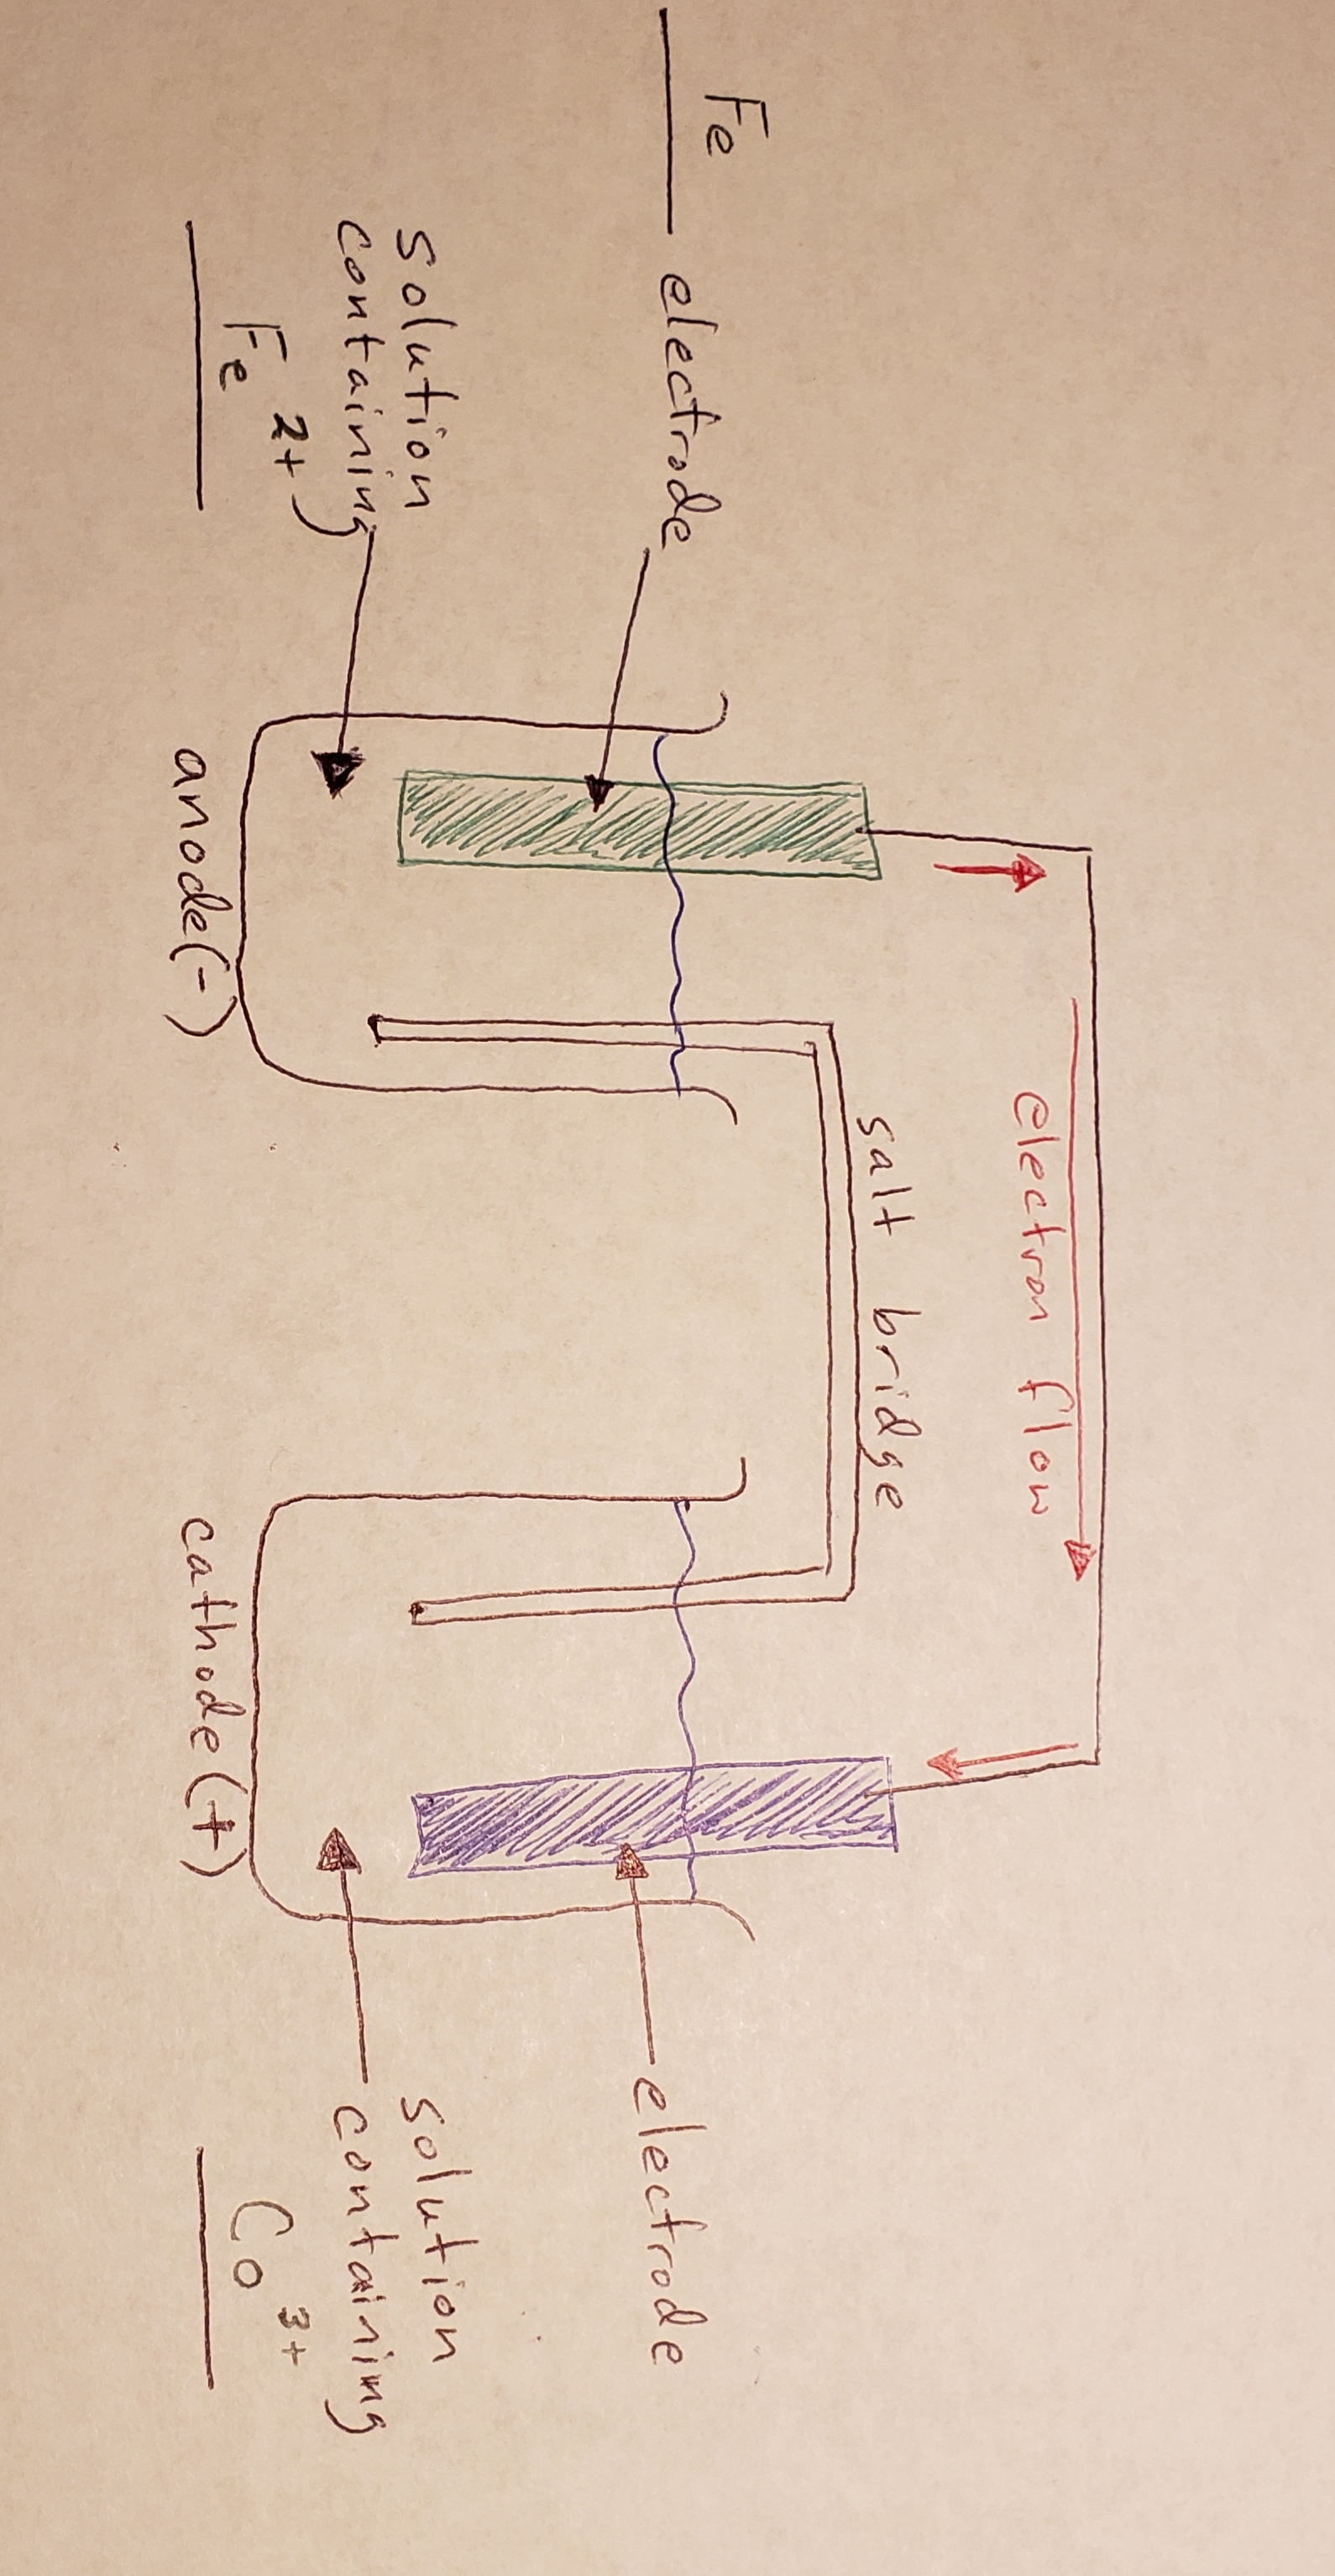 electron flow
salt bridge
Fe
electrode
electrode
solution
containing
Fe 2+
solution
containing
Co 3+
anode (-)
cathode (+)